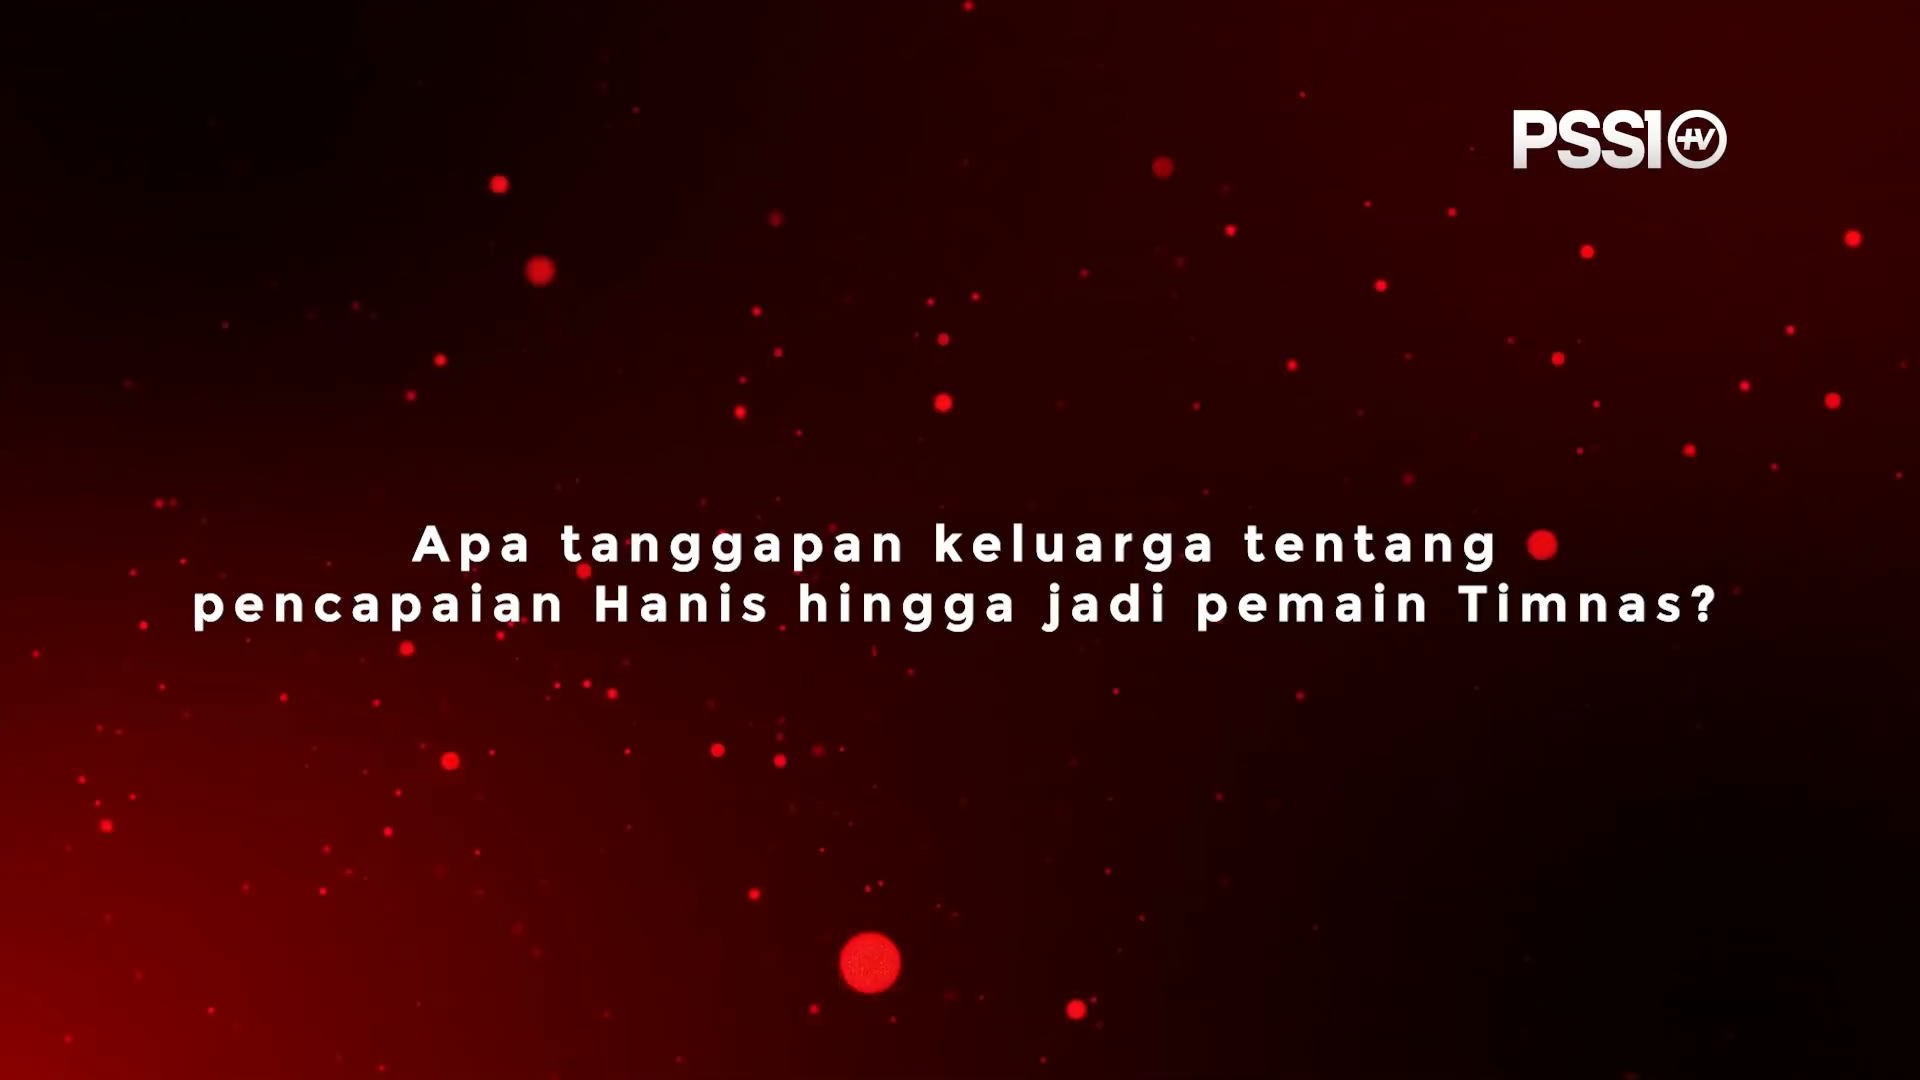 PSSI TV
Apa tanggapan keluarga tentang
pencapaian Hanis hingga jadi pemain Timnas?